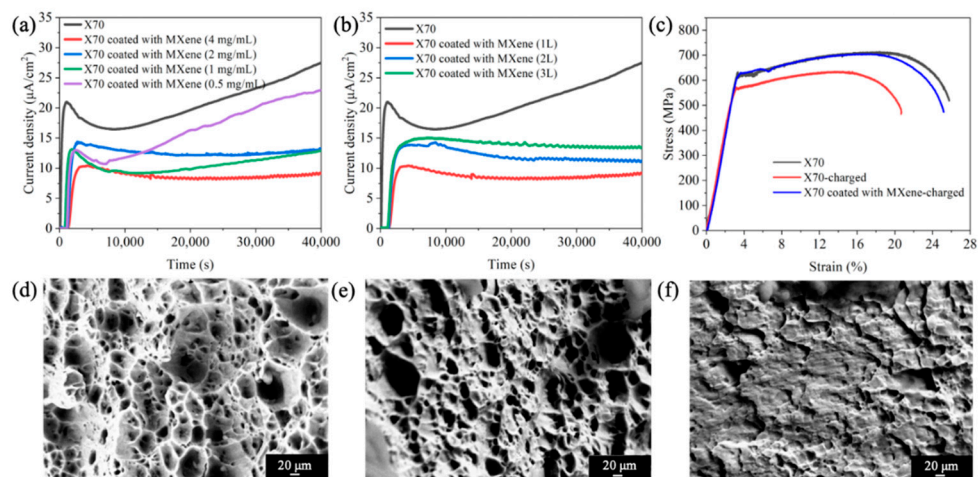 (a)
35
30
25
20
15
10
5
0
Current density (μA/cm²)
X70
X70 coated with MXene (4 mg/mL)
X70 coated with MXene (2 mg/mL)
X70 coated with MXene (1 mg/mL)
X70 coated with MXene (0.5 mg/mL)
0 10,000 20,000 30,000 40,000
Time (s)
(b)
35
30
25
20
15
10
5
0
Current density (μA/cm²)
X70
X70 coated with MXene (1L)
X70 coated with MXene (2L)
X70 coated with MXene (3L)
0 10,000 20,000 30,000 40,000
Time (s)
(c)
800
700
600
500
400
300
200
100
0
Stress (MPa)
X70
X70-charged
X70 coated with MXene-charged
0 4 8 12 16 20 24 28
Strain (%)
(d)
20 μm
(e)
20 μm
(f)
20 μm